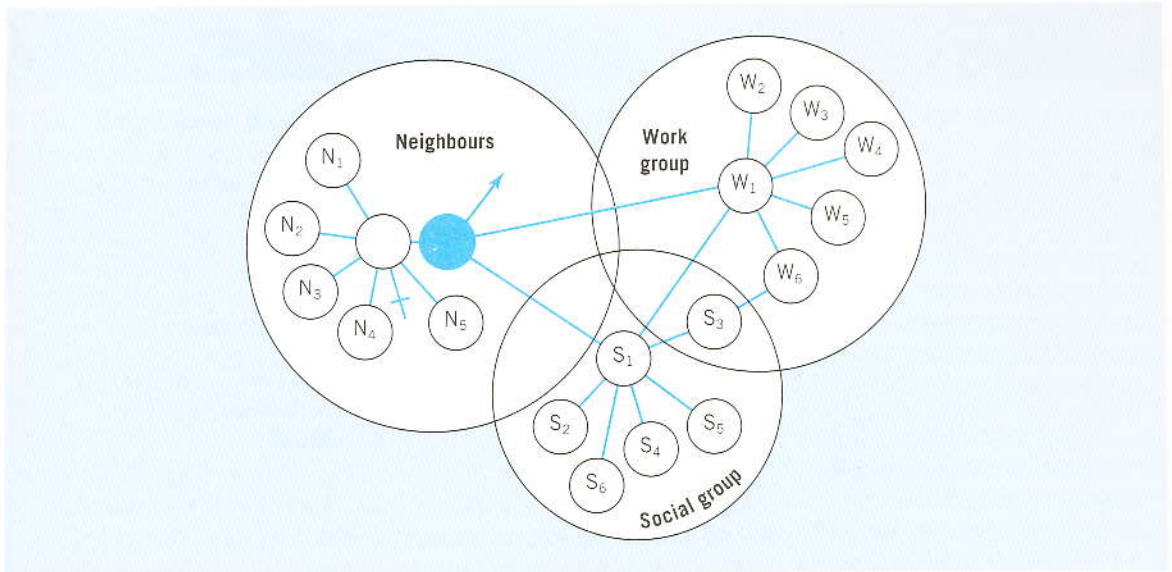 Neighbours
N₁
N₂
N₃
N₄
N₅
Work
group
W₁
W₂
W₃
W₄
W₅
W₆
S₃
S₁
S₂
S₄
S₅
S₆
Social group